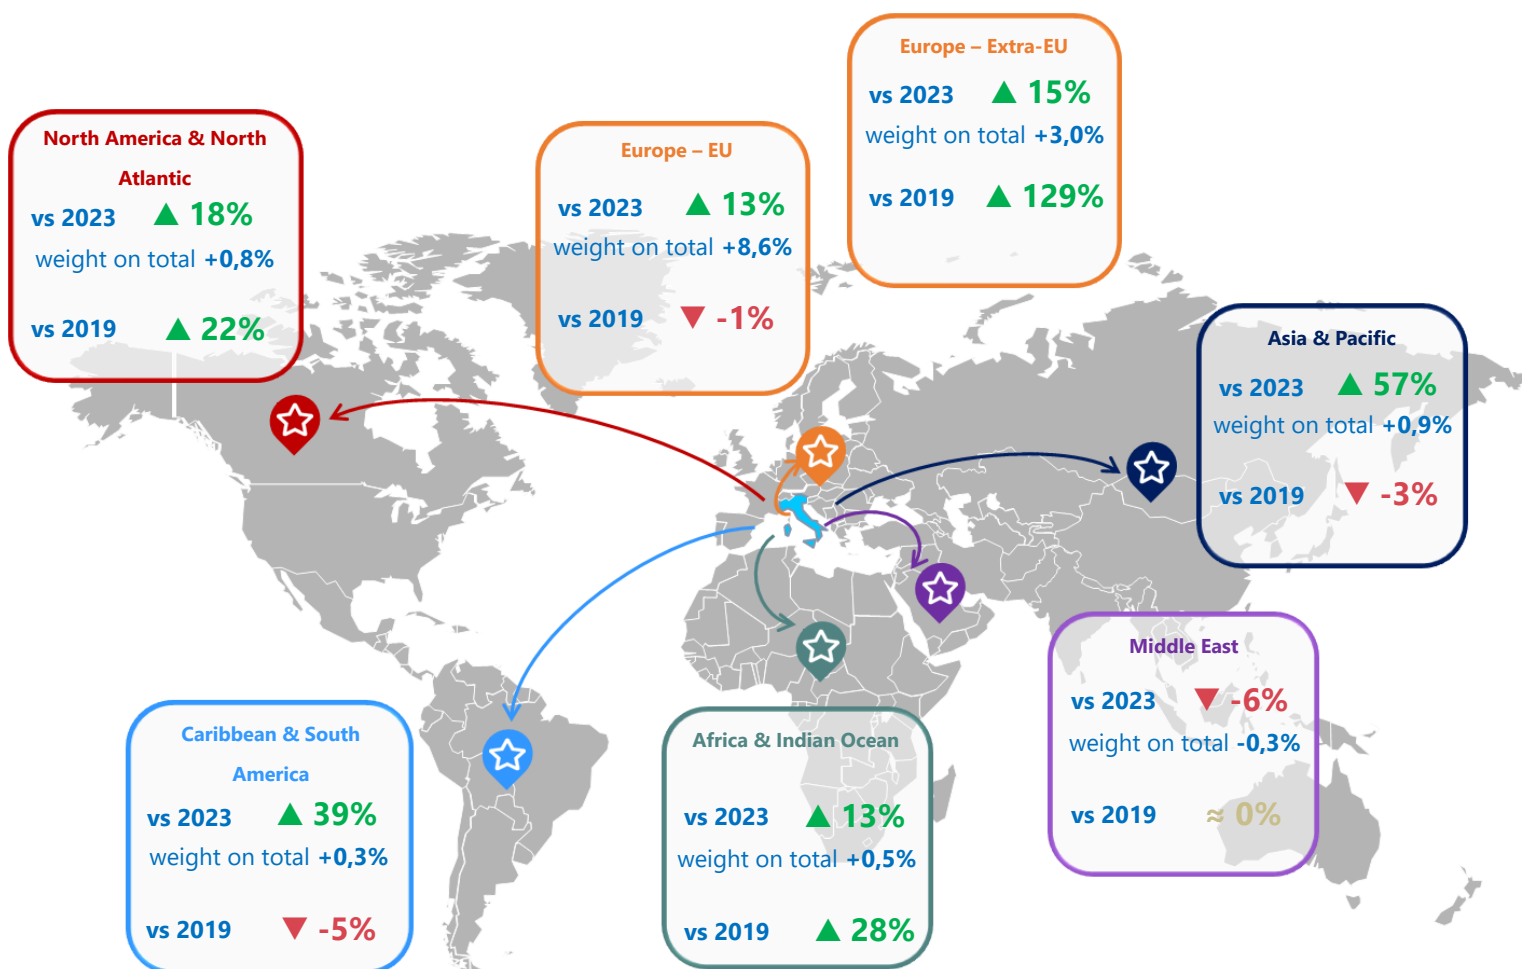 Europe – Extra-EU
vs 2023 ▲ 15%
weight on total +3,0%
vs 2019 ▲ 129%
North America & North
Atlantic
vs 2023 ▲ 18%
weight on total +0,8%
vs 2019 ▲ 22%
Europe – EU
vs 2023 ▲ 13%
weight on total +8,6%
vs 2019 ▼ -1%
Asia & Pacific
vs 2023 ▲ 57%
weight on total +0,9%
vs 2019 ▼ -3%
Middle East
vs 2023 ▼ -6%
weight on total -0,3%
vs 2019 ≈ 0%
Caribbean & South
America
vs 2023 ▲ 39%
weight on total +0,3%
vs 2019 ▼ -5%
Africa & Indian Ocean
vs 2023 ▲ 13%
weight on total +0,5%
vs 2019 ▲ 28%